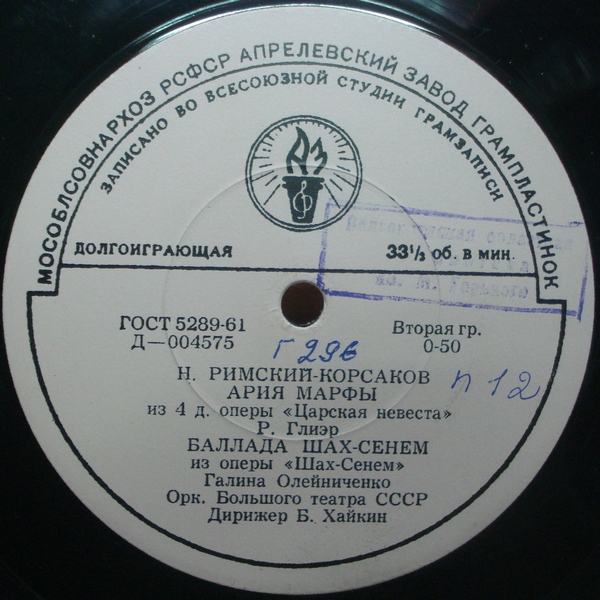 МОСОБЛСОВНАРХОЗ РСФСР АПРЕЛЕВСКИЙ ЗАВОД ГРАМПЛАСТИНОК
ЗАПИСАНО ВО ВСЕСОЮЗНОЙ СТУДИИ ГРАМЗАПИСИ
АЗ
ДОЛГОИГРАЮЩАЯ 33⅓ ОБ. В МИН.
ГОСТ 5289-61 Вторая гр.
Д—004575 0-50
Г 296
Н. РИМСКИЙ-КОРСАКОВ
п 12
АРИЯ МАРФЫ
из 4 д. оперы «Царская невеста»
Р. Глиэр
БАЛЛАДА ШАХ-СЕНЕМ
из оперы «Шах-Сенем»
Галина Олейниченко
Орк. Большого театра СССР
Дирижер Б. Хайкин